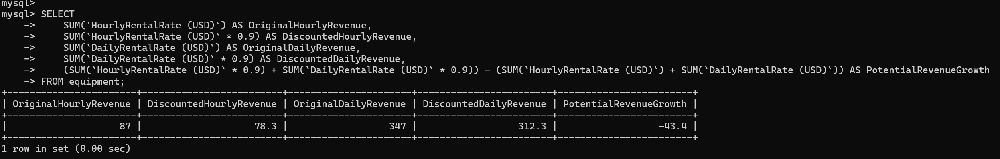 mysql>
mysql> SELECT
    ->     SUM(`HourlyRentalRate (USD)`) AS OriginalHourlyRevenue,
    ->     SUM(`HourlyRentalRate (USD)` * 0.9) AS DiscountedHourlyRevenue,
    ->     SUM(`DailyRentalRate (USD)`) AS OriginalDailyRevenue,
    ->     SUM(`DailyRentalRate (USD)` * 0.9) AS DiscountedDailyRevenue,
    ->     (SUM(`HourlyRentalRate (USD)` * 0.9) + SUM(`DailyRentalRate (USD)` * 0.9)) - (SUM(`HourlyRentalRate (USD)`) + SUM(`DailyRentalRate (USD)`)) AS PotentialRevenueGrowth
    -> FROM equipment;
+-----------------------+-------------------------+----------------------+------------------------+------------------------+
| OriginalHourlyRevenue | DiscountedHourlyRevenue | OriginalDailyRevenue | DiscountedDailyRevenue | PotentialRevenueGrowth |
+-----------------------+-------------------------+----------------------+------------------------+------------------------+
|                    87 |                    78.3 |                  347 |                  312.3 |                  -43.4 |
+-----------------------+-------------------------+----------------------+------------------------+------------------------+
1 row in set (0.00 sec)